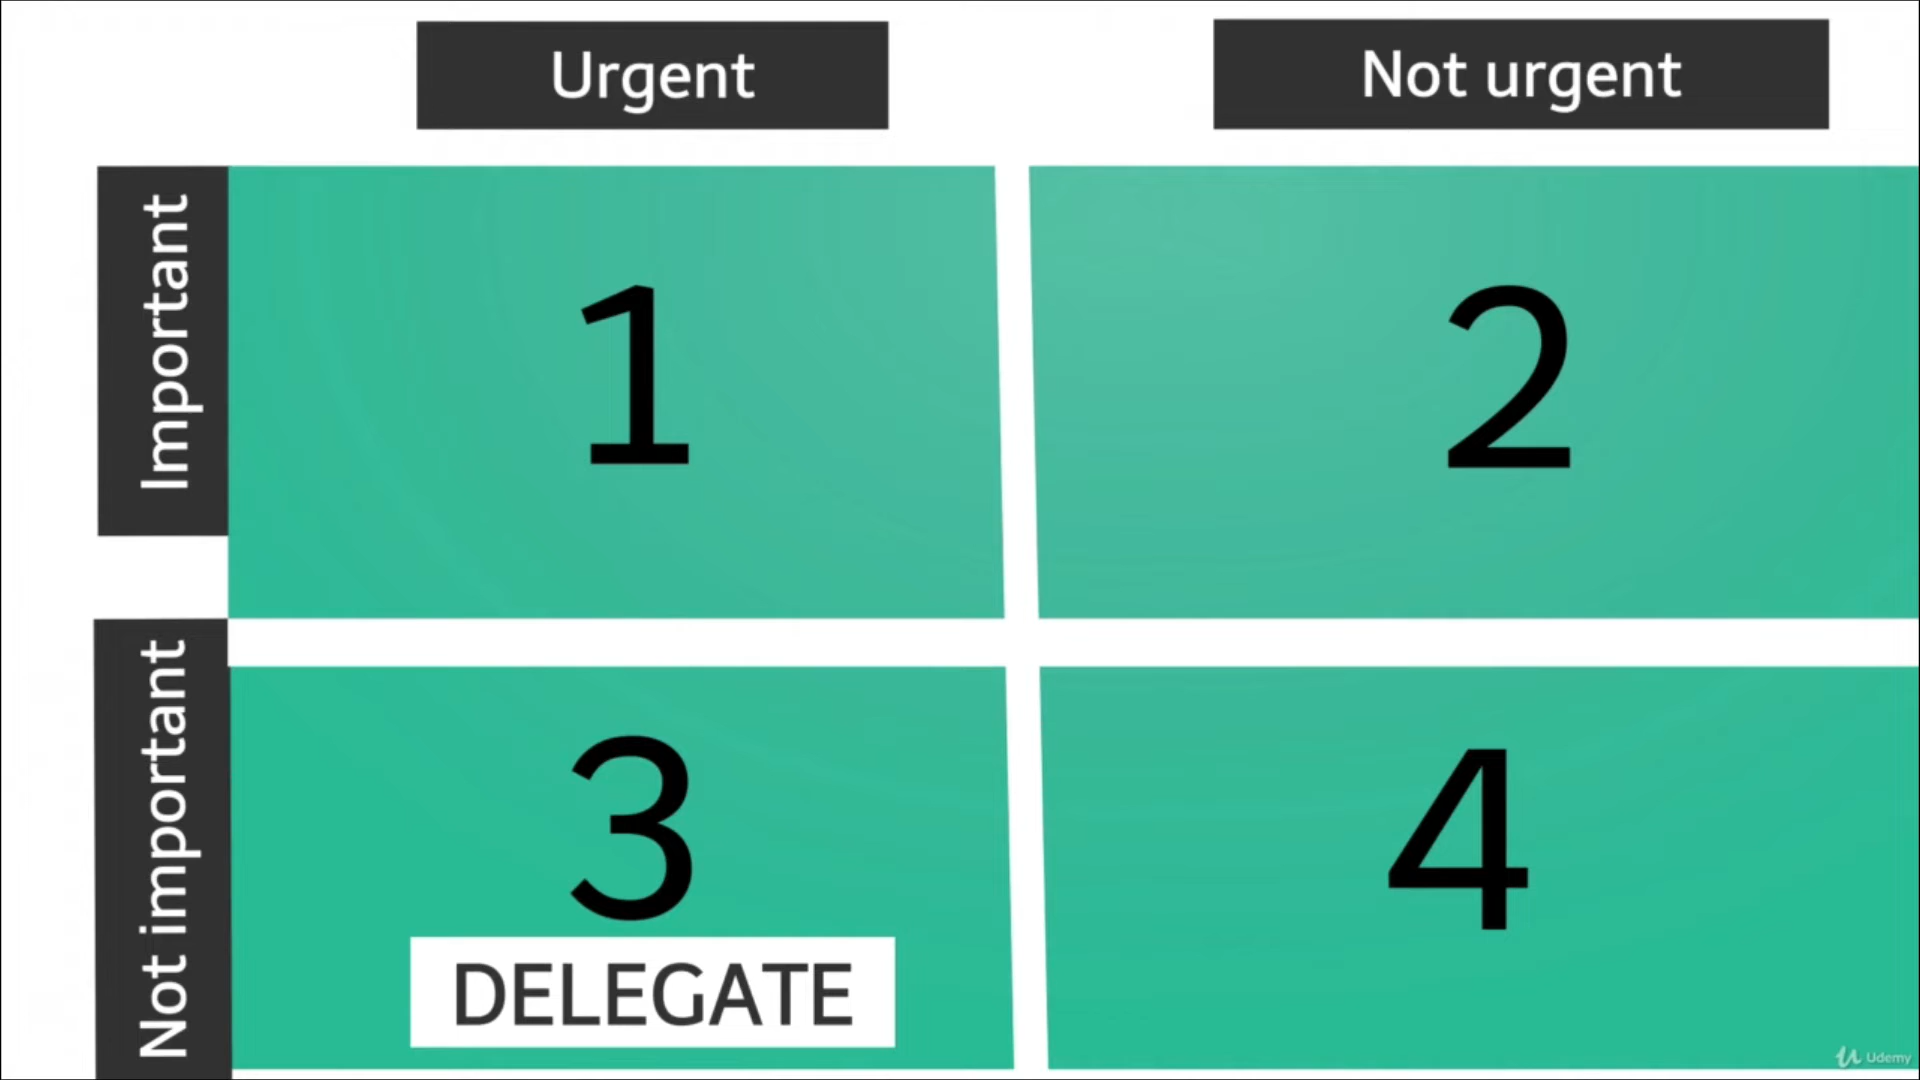 Urgent
Not urgent
Important
1
2
Not important
3
4
DELEGATE
Udemy